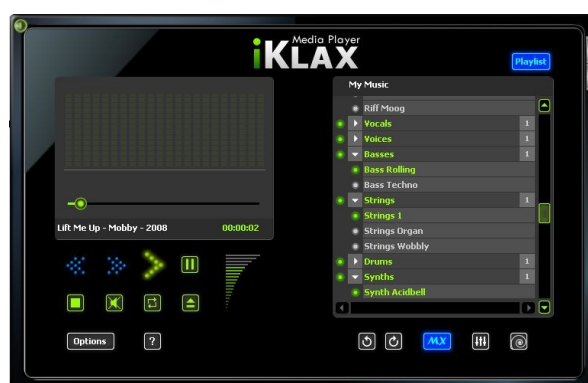 Media Player
iKLAX
Playlist
My Music
Riff Moog
Vocals 1
Voices 1
Basses 1
Bass Rolling
Bass Techno
Strings 1
Strings 1
Strings Organ
Strings Wobbly
Drums 1
Synths 1
Synth Acidbell
Lift Me Up - Mobby - 2008 00:00:02
Options ?
MX